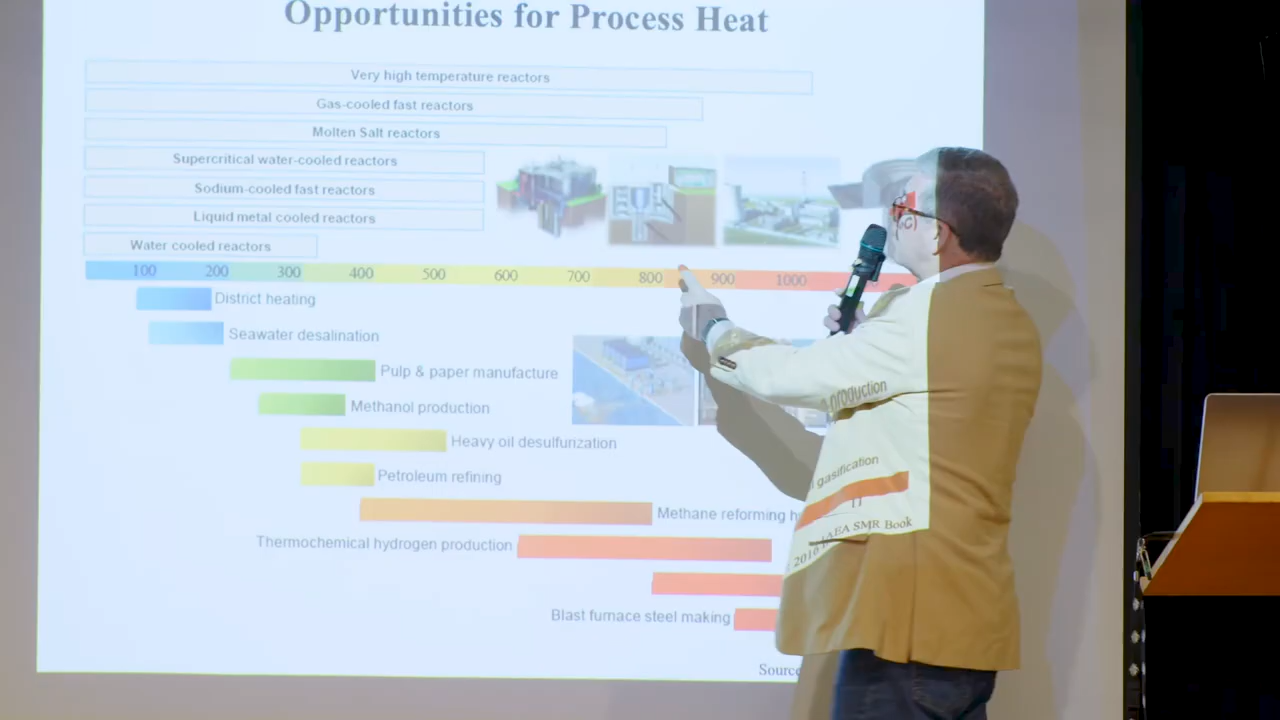 Opportunities for Process Heat
Very high temperature reactors
Gas-cooled fast reactors
Molten Salt reactors
Supercritical water-cooled reactors
Sodium-cooled fast reactors
Liquid metal cooled reactors
Water cooled reactors
100 200 300 400 500 600 700 800 900 1000
District heating
Seawater desalination
Pulp & paper manufacture
production
Methanol production
Heavy oil desulfurization
gasification
Petroleum refining
Methane reforming
Thermochemical hydrogen production
IAEA SMR Book
Blast furnace steel making
Source